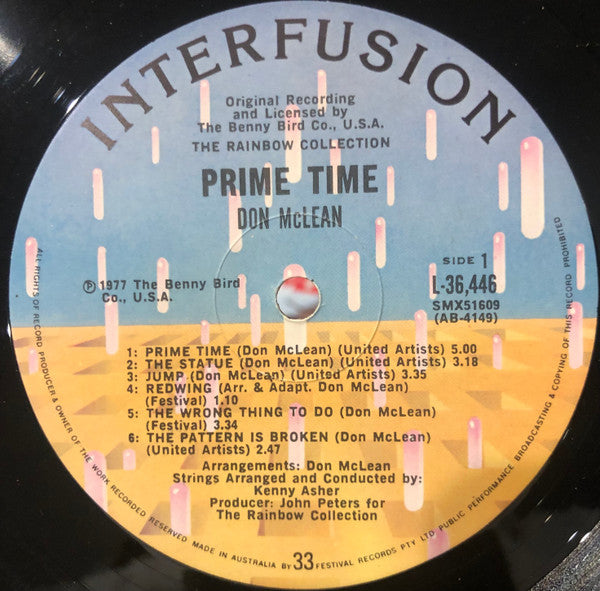 INTERFUSION
Original Recording
and Licensed by
The Benny Bird Co., U.S.A.
THE RAINBOW COLLECTION
PRIME TIME
DON McLEAN
SIDE 1
L-36,446
SMX51609
(AB-4149)
℗ 1977 The Benny Bird
Co., U.S.A.
1: PRIME TIME (Don McLean) (United Artists) 5.00
2: THE STATUE (Don McLean) (United Artists) 3.18
3: JUMP (Don McLean) (United Artists) 3.35
4: REDWING (Arr. & Adapt. Don McLean)
(Festival) 1.10
5: THE WRONG THING TO DO (Don McLean)
(Festival) 3.34
6: THE PATTERN IS BROKEN (Don McLean)
(United Artists) 2.47
Arrangements: Don McLean
Strings Arranged and Conducted by:
Kenny Asher
Producer: John Peters for
The Rainbow Collection
33
ALL RIGHTS OF RECORD PRODUCER & OWNER OF THE WORK RECORDED RESERVED MADE IN AUSTRALIA BY FESTIVAL RECORDS PTY LTD PUBLIC PERFORMANCE BROADCASTING & COPYING OF THIS RECORD PROHIBITED